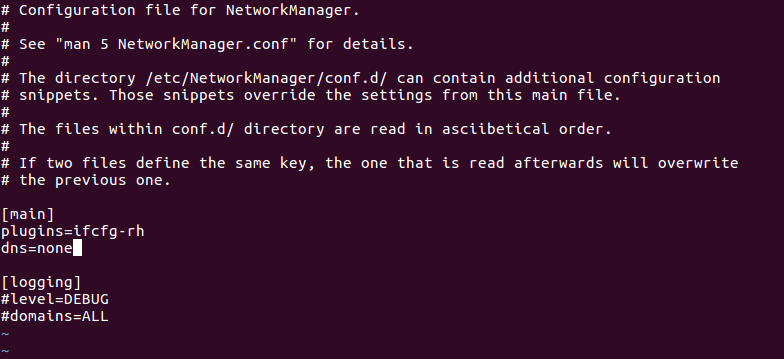 # Configuration file for NetworkManager.
#
# See "man 5 NetworkManager.conf" for details.
#
# The directory /etc/NetworkManager/conf.d/ can contain additional configuration
# snippets. Those snippets override the settings from this main file.
#
# The files within conf.d/ directory are read in asciibetical order.
#
# If two files define the same key, the one that is read afterwards will overwrite
# the previous one.

[main]
plugins=ifcfg-rh
dns=none

[logging]
#level=DEBUG
#domains=ALL
~
~